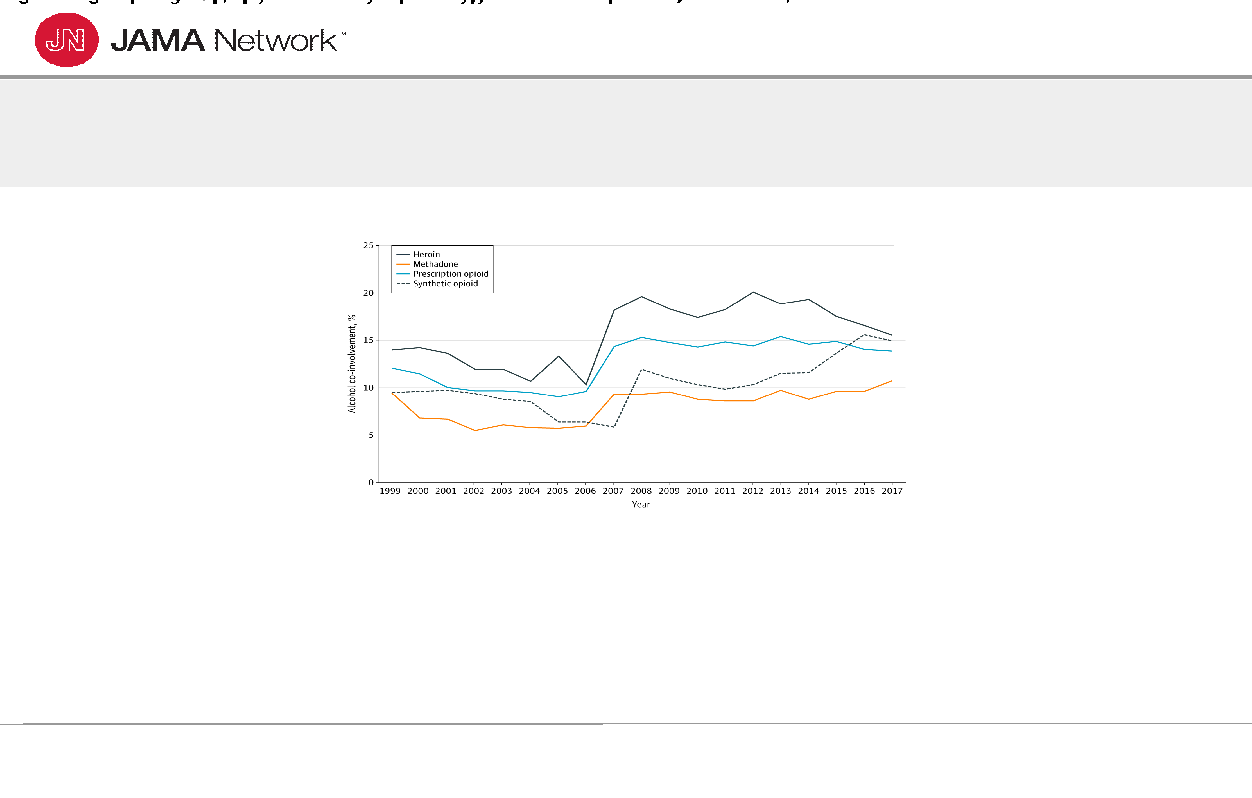 JN JAMA Network™
25
Heroin
Methadone
Prescription opioid
Synthetic opioid
20
15
10
5
0
Alcohol co-involvement, %
1999 2000 2001 2002 2003 2004 2005 2006 2007 2008 2009 2010 2011 2012 2013 2014 2015 2016 2017
Year